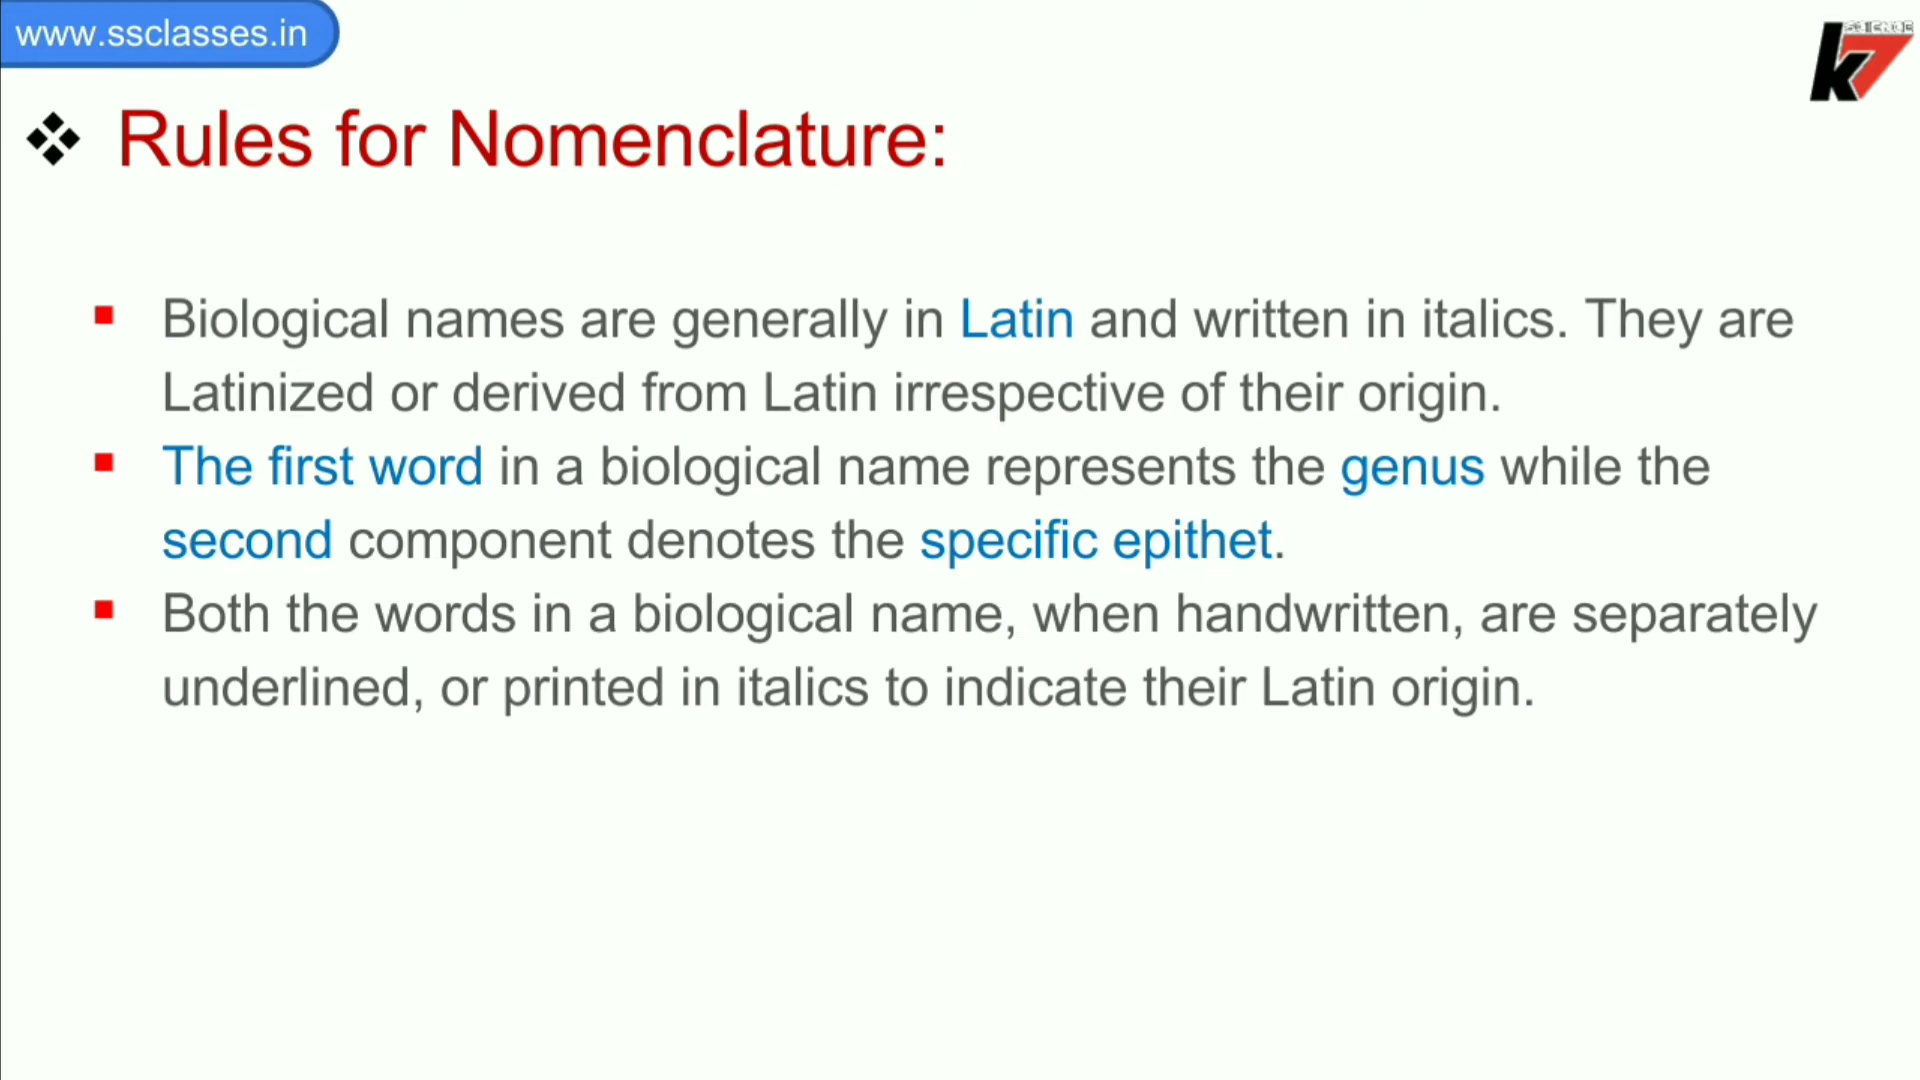 www.ssclasses.in
SCIENCE
k7
Rules for Nomenclature:
Biological names are generally in Latin and written in italics. They are
Latinized or derived from Latin irrespective of their origin.
The first word in a biological name represents the genus while the
second component denotes the specific epithet.
Both the words in a biological name, when handwritten, are separately
underlined, or printed in italics to indicate their Latin origin.